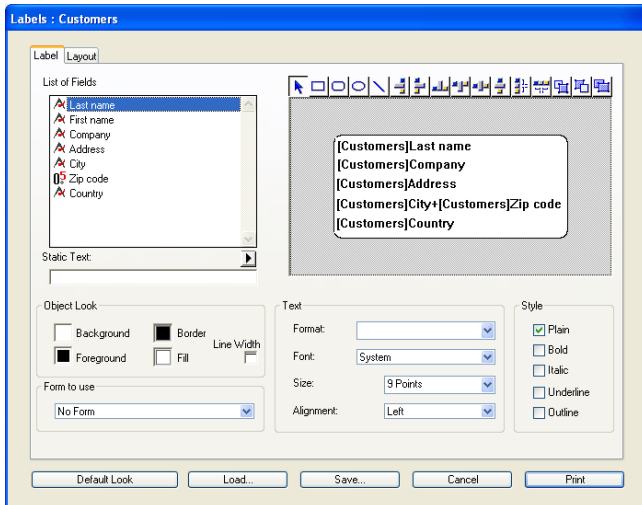 Labels : Customers
Label Layout
List of Fields
Last name
First name
Company
Address
City
0.5 Zip code
Country
[Customers]Last name
[Customers]Company
[Customers]Address
[Customers]City+[Customers]Zip code
[Customers]Country
Static Text:
Object Look
Background
Border
Line Width
Foreground
Fill
Form to use
No Form
Text
Format:
Font: System
Size: 9 Points
Alignment: Left
Style
Plain
Bold
Italic
Underline
Outline
Default Look Load... Save... Cancel Print